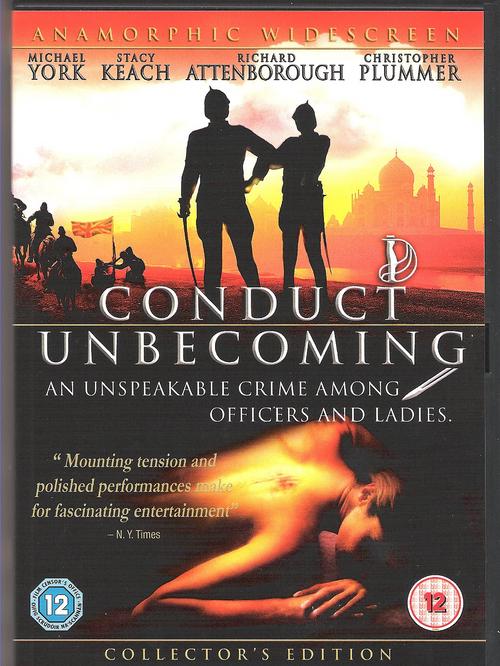 ANAMORPHIC WIDESCREEN
MICHAEL YORK STACY KEACH RICHARD ATTENBOROUGH CHRISTOPHER PLUMMER
CONDUCT
UNBECOMING
AN UNSPEAKABLE CRIME AMONG
OFFICERS AND LADIES.
“ Mounting tension and
polished performances make
for fascinating entertainment”
– N. Y. Times
12
12
COLLECTOR'S EDITION